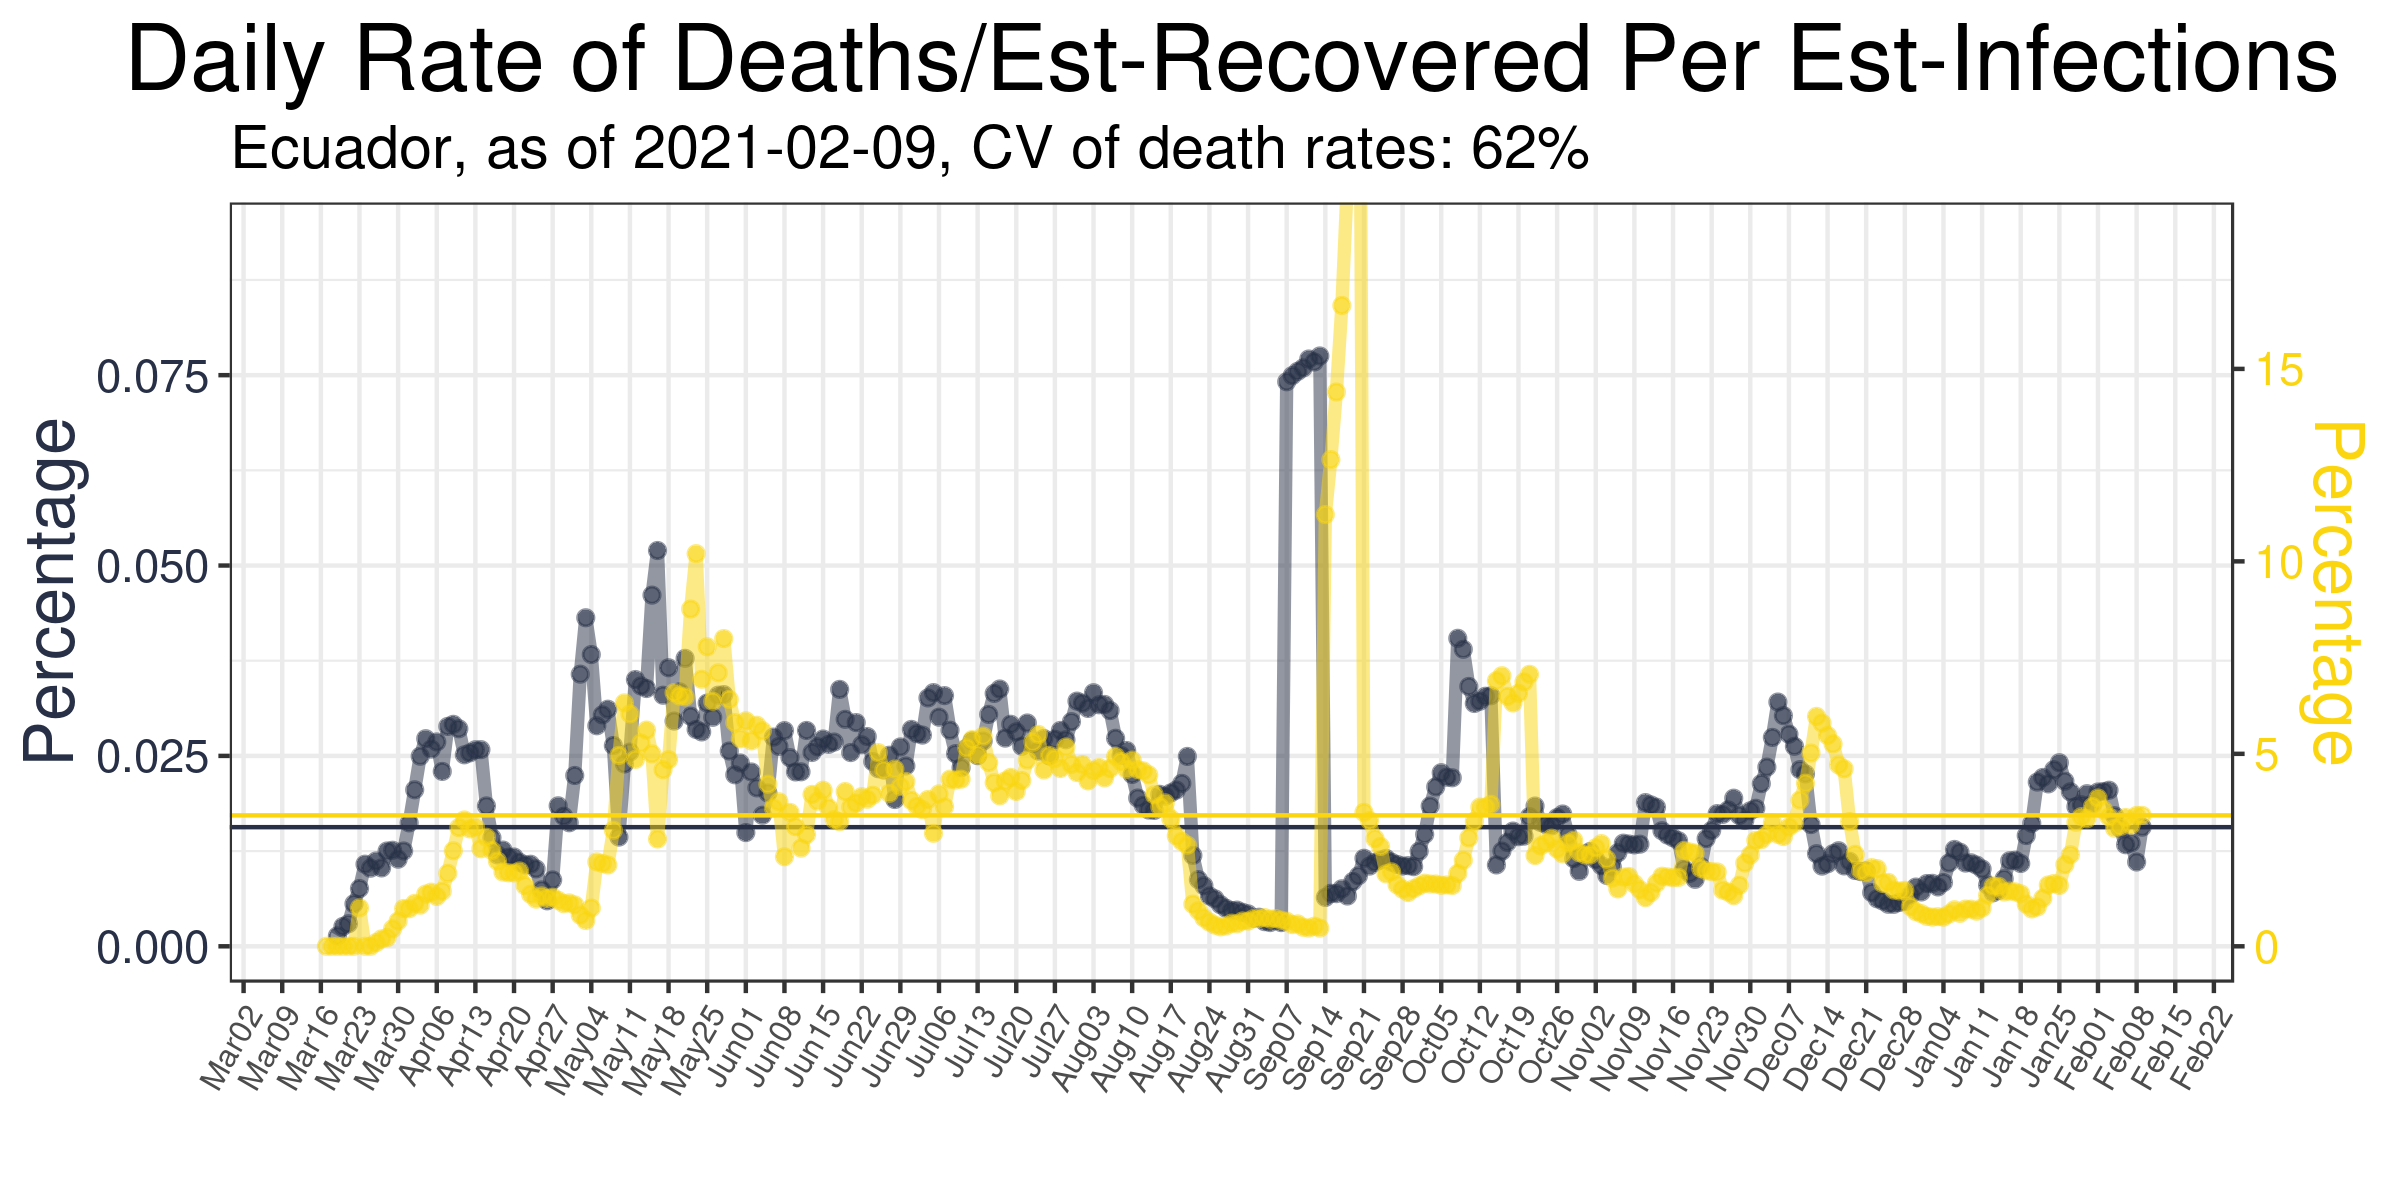 Daily Rate of Deaths/Est-Recovered Per Est-Infections
Ecuador, as of 2021-02-09, CV of death rates: 62%
Percentage
0.075
0.050
0.025
0.000
15
10
5
0
Percentage
Mar02
Mar09
Mar16
Mar23
Mar30
Apr06
Apr13
Apr20
Apr27
May04
May11
May18
May25
Jun01
Jun08
Jun15
Jun22
Jun29
Jul06
Jul13
Jul20
Jul27
Aug03
Aug10
Aug17
Aug24
Aug31
Sep07
Sep14
Sep21
Sep28
Oct05
Oct12
Oct19
Oct26
Nov02
Nov09
Nov16
Nov23
Nov30
Dec07
Dec14
Dec21
Dec28
Dec04
Jan11
Jan18
Jan25
Feb01
Feb08
Feb15
Feb22